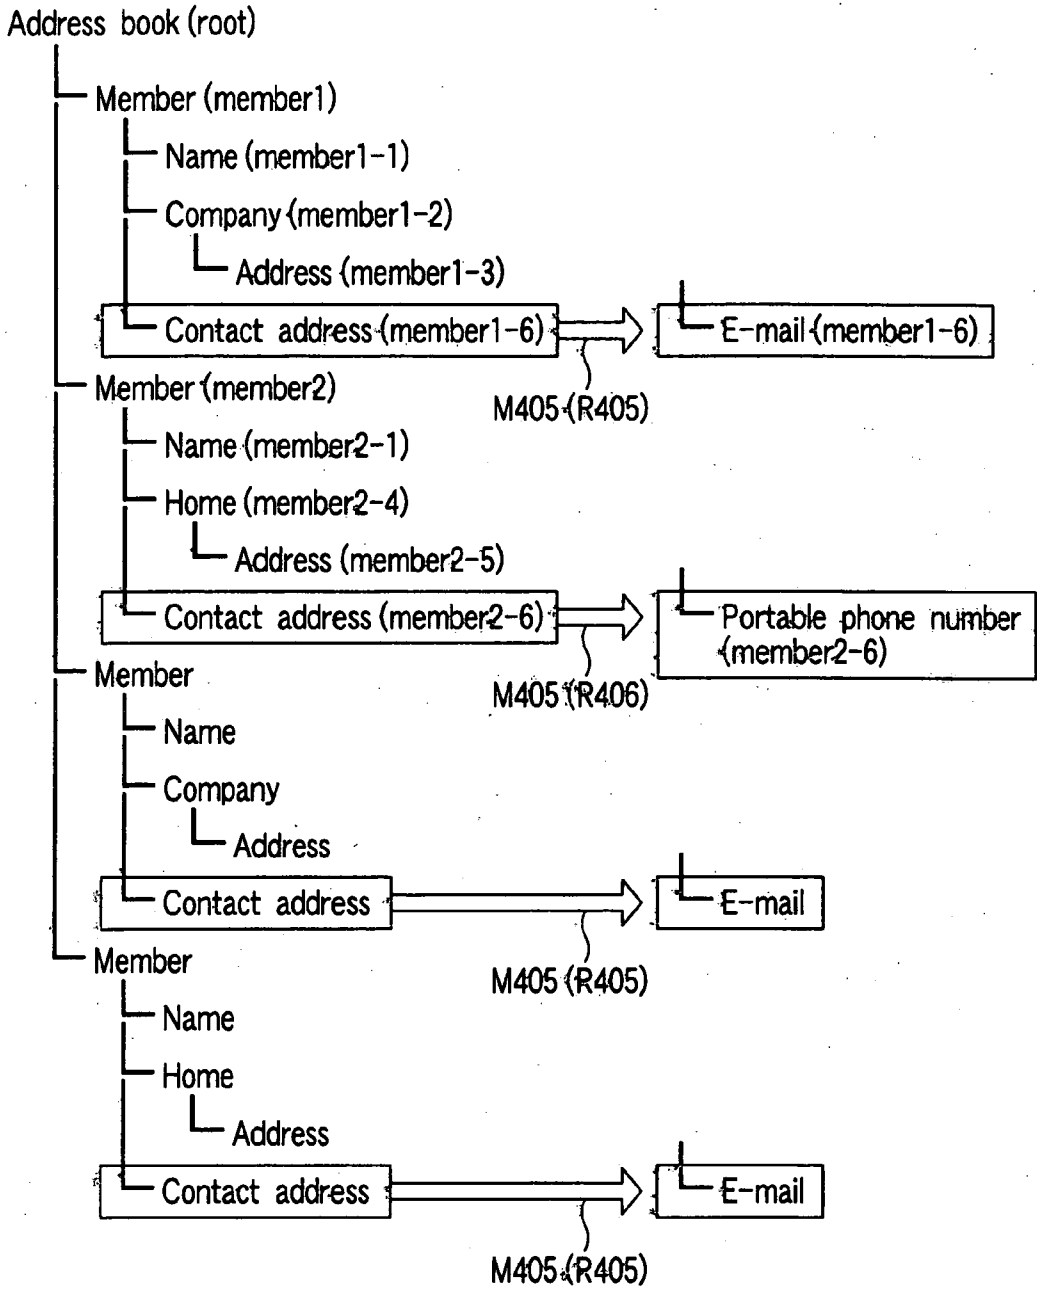 Address book (root)
Member (member1)
Name (member1-1)
Company (member1-2)
Address (member1-3)
Contact address (member1-6)
E-mail (member1-6)
M405 (R405)
Member (member2)
Name (member2-1)
Home (member2-4)
Address (member2-5)
Contact address (member2-6)
Portable phone number
(member2-6)
M405 (R406)
Member
Name
Company
Address
Contact address
E-mail
M405 (R405)
Member
Name
Home
Address
Contact address
E-mail
M405 (R405)